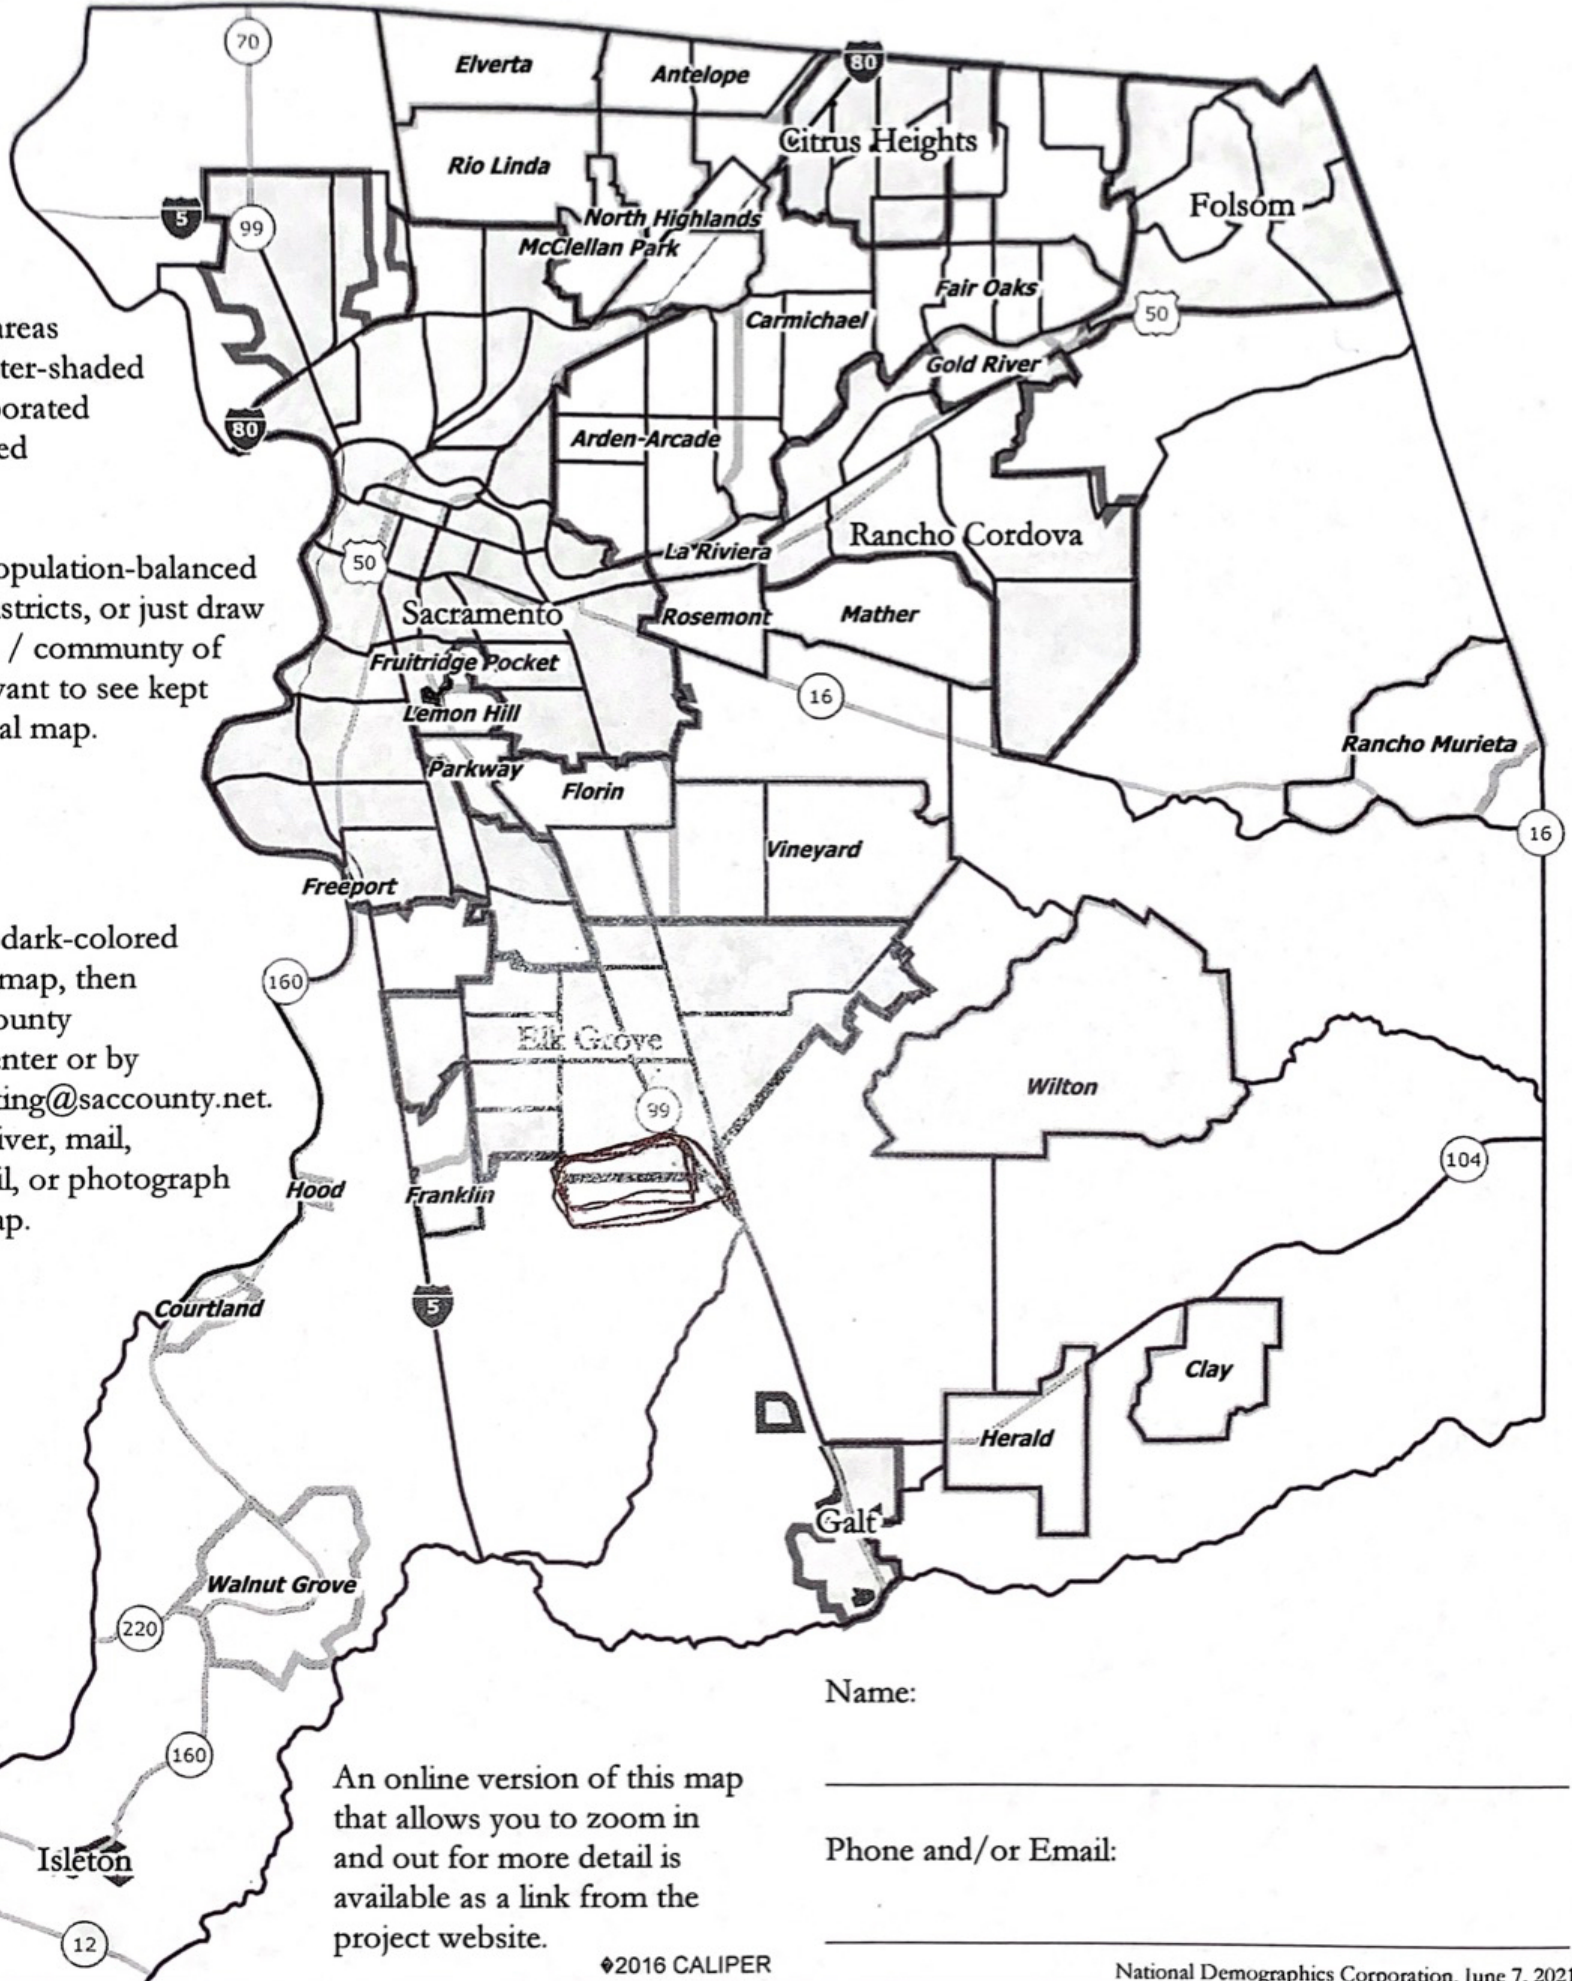 70
80
Elverta
Antelope
Citrus Heights
Rio Linda
Folsom
5
99
North Highlands
McClellan Park
Fair Oaks
50
Carmichael
Gold River
80
Arden-Arcade
Rancho Cordova
La Riviera
50
Sacramento
Rosemont
Mather
Fruitridge Pocket
16
Lemon Hill
Rancho Murieta
Parkway
Florin
16
Vineyard
Freeport
160
Elk Grove
Wilton
99
104
Hood
Franklin
5
Courtland
Clay
Herald
Galt
Walnut Grove
220
160
Isleton
12
areas
ter-shaded
porated
ed
opulation-balanced
stricts, or just draw
/ communty of
want to see kept
al map.
dark-colored
map, then
ounty
enter or by
ting@saccounty.net.
iver, mail,
il, or photograph
ap.
An online version of this map
that allows you to zoom in
and out for more detail is
available as a link from the
project website.
Name:
Phone and/or Email:
�2016 CALIPER
National Demographics Corporation, June 7, 2021